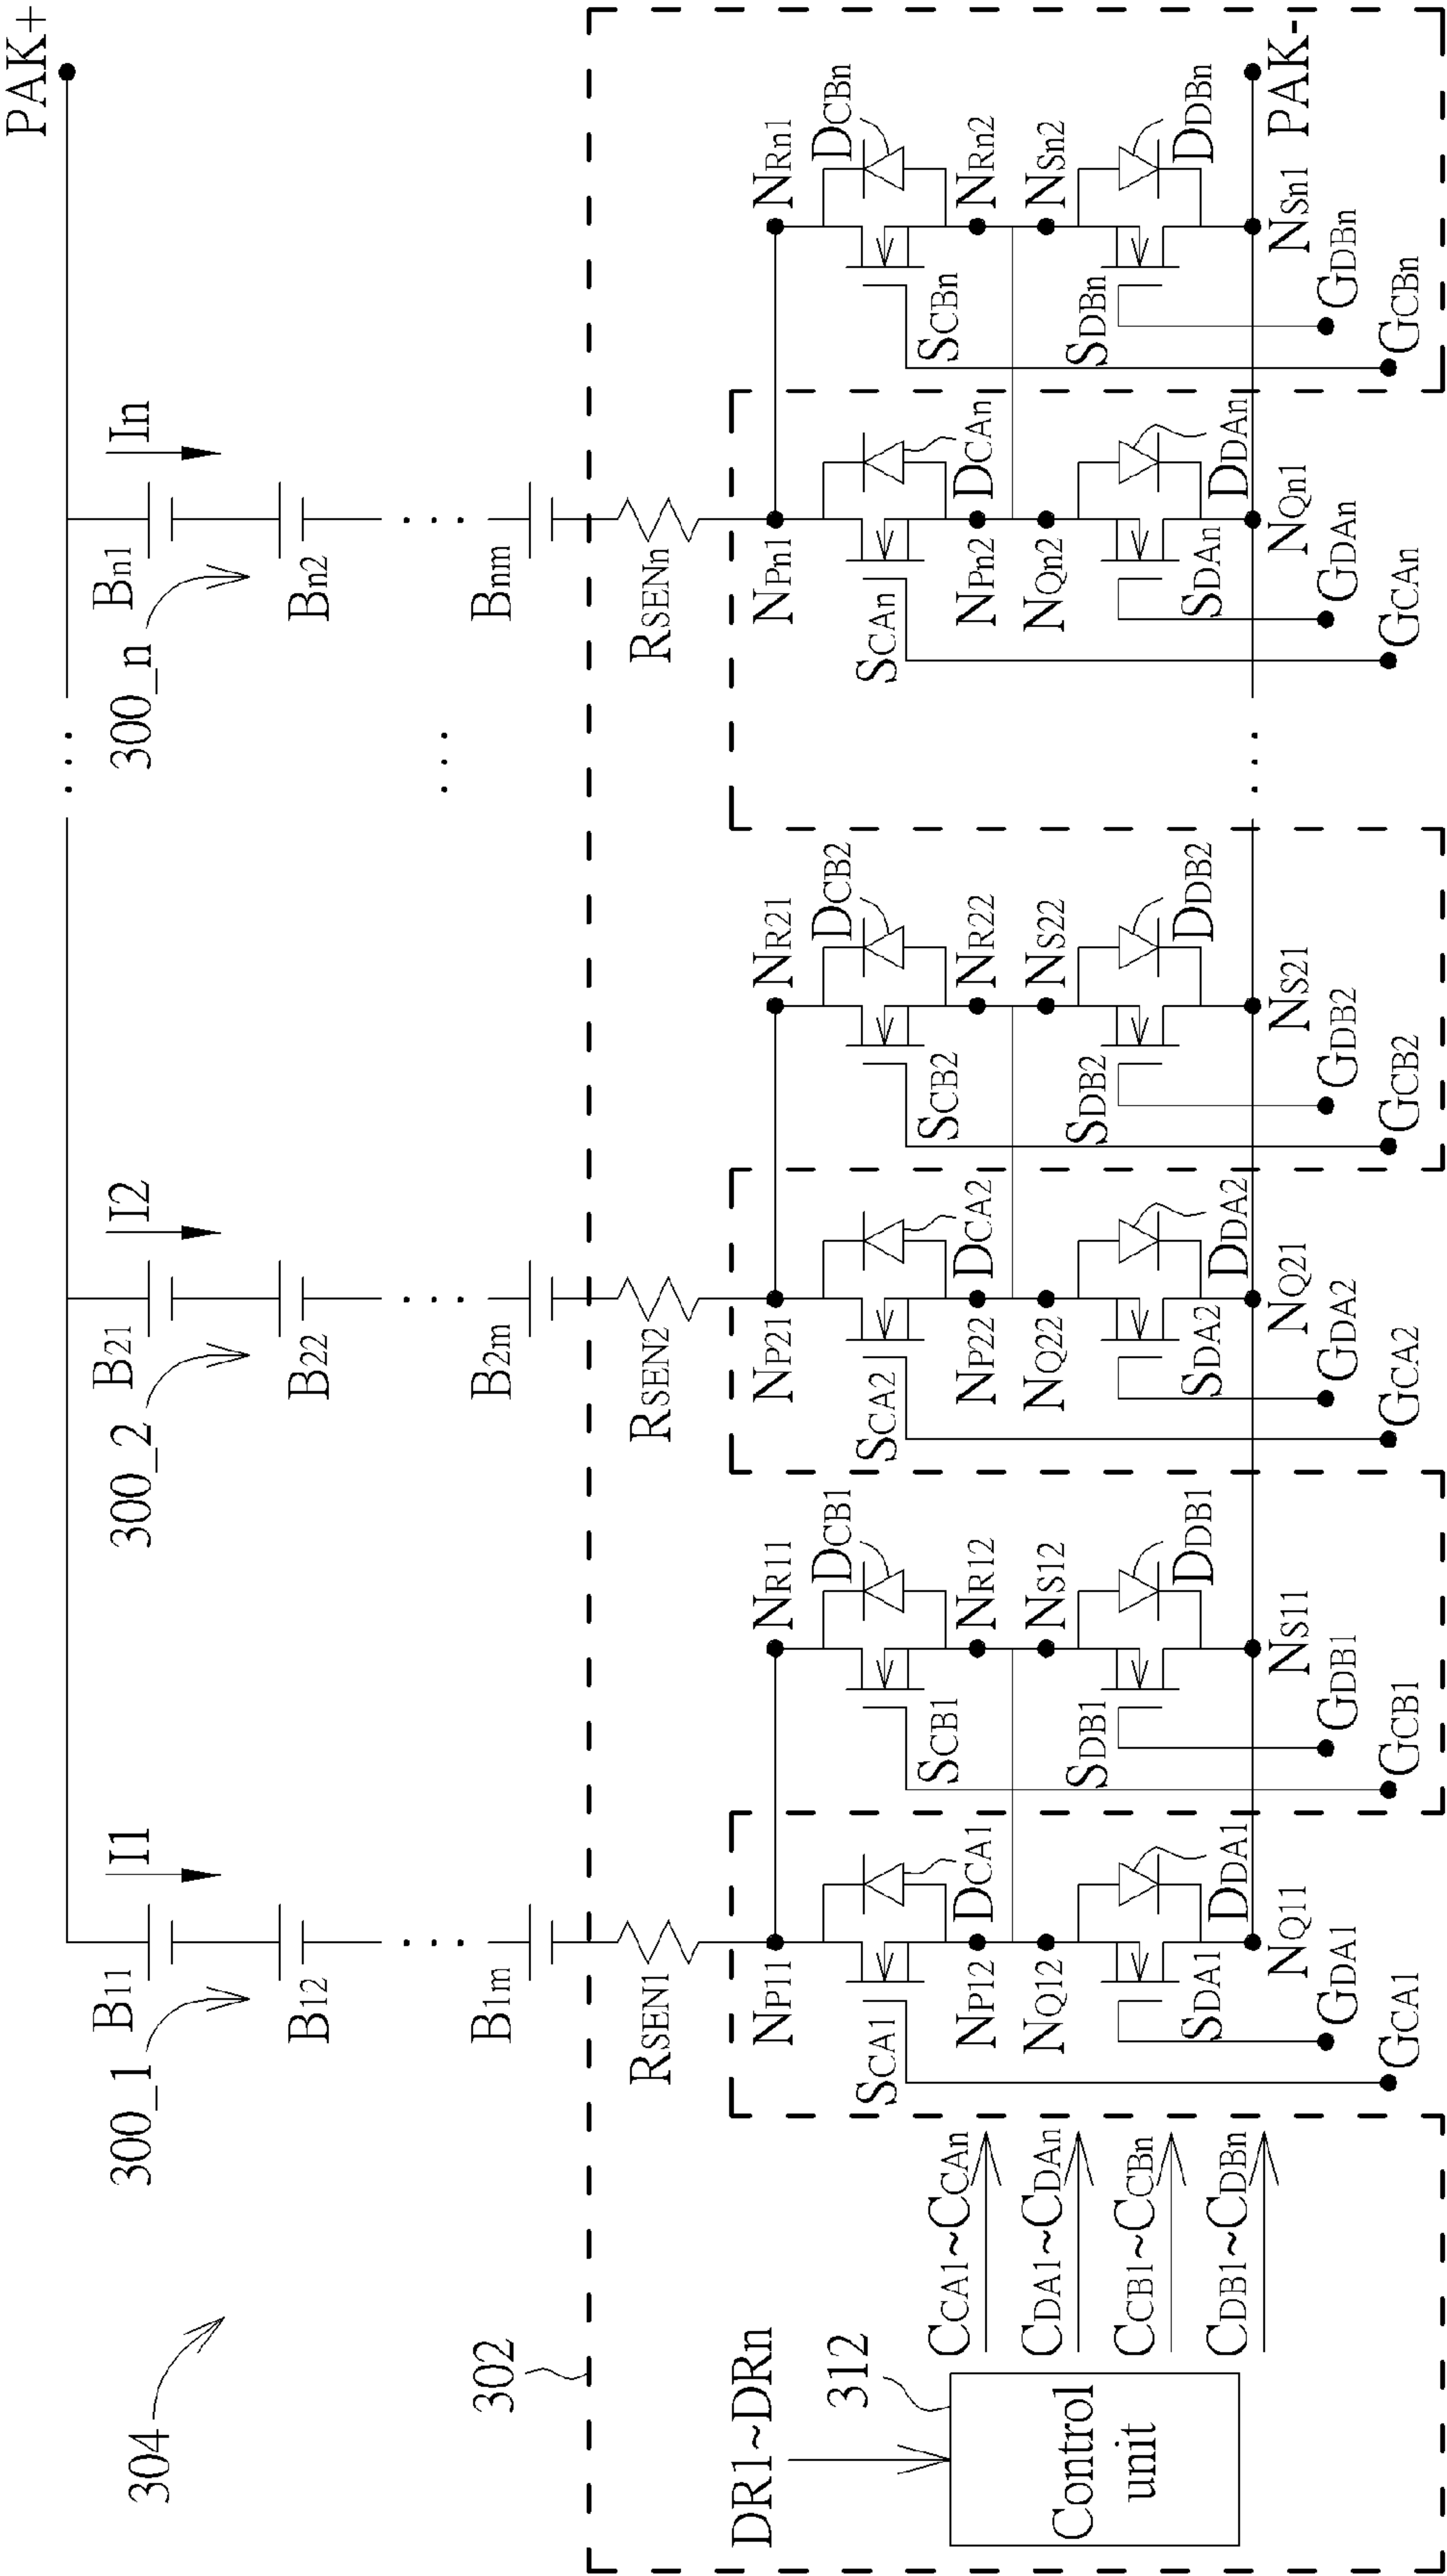 PAK+
I1
I2
In
B11
B21
Bn1
300_1
300_2
300_n
B12
B22
Bn2
304
B1m
B2m
Bnm
302
RSEN1
RSEN2
RSENn
DR1~DRn
312
Control
unit
CCA1~CCAn
CDA1~CDAn
CCB1~CCBn
CDB1~CDBn
NP11
NR11
NP21
NR21
NPn1
NRn1
SCA1
DCA1
SCB1
DCB1
SCA2
DCA2
SCB2
DCB2
SCAn
DCAn
SCBn
DCBn
NP12
NR12
NP22
NR22
NPn2
NRn2
NQ12
NS12
NQ22
NS22
NQn2
NSn2
SDA1
DDA1
SDB1
DDB1
SDA2
DDA2
SDB2
DDB2
SDAn
DDAn
SDBn
DDBn
NQ11
NS11
NQ21
NS21
NQn1
NSn1
PAK-
GDA1
GDB1
GDA2
GDB2
GDAn
GDBn
GCA1
GCB1
GCA2
GCB2
GCAn
GCBn